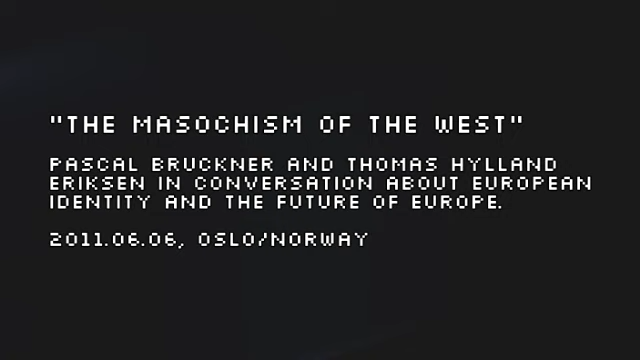 "THE MASOCHISM OF THE WEST"
PASCAL BRUCKNER AND THOMAS HYLLAND
ERIKSEN IN CONVERSATION ABOUT EUROPEAN
IDENTITY AND THE FUTURE OF EUROPE.
2011.06.06, OSLO/NORWAY